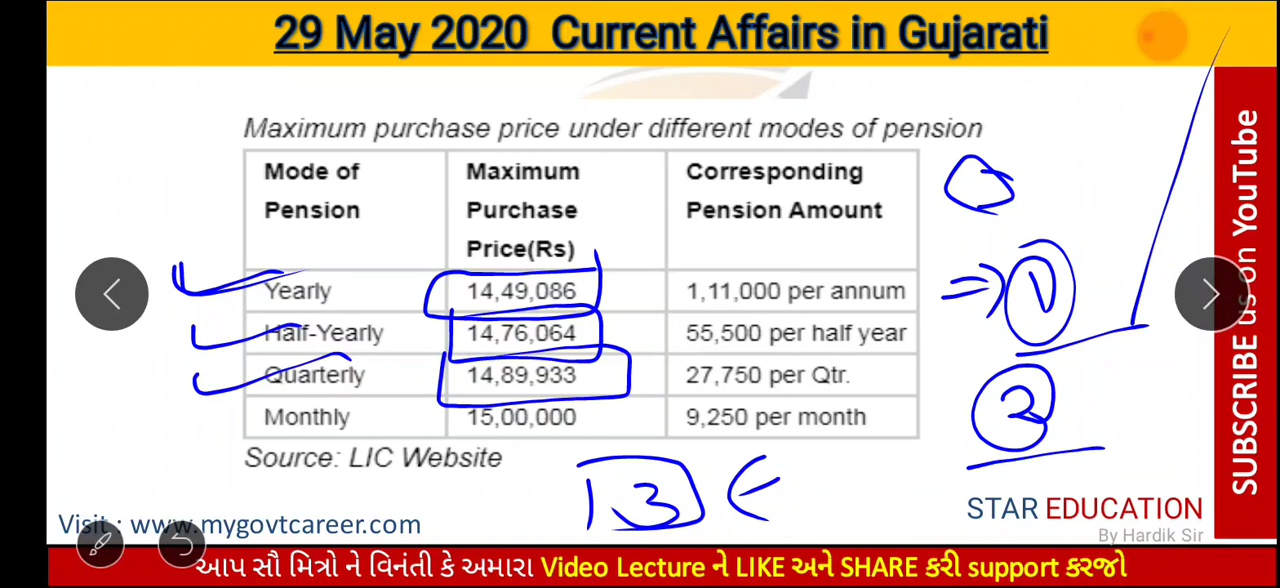 29 May 2020 Current Affairs in Gujarati
Maximum purchase price under different modes of pension
Mode of Pension | Maximum Purchase Price(Rs) | Corresponding Pension Amount
Yearly | 14,49,086 | 1,11,000 per annum
Half-Yearly | 14,76,064 | 55,500 per half year
Quarterly | 14,89,933 | 27,750 per Qtr.
Monthly | 15,00,000 | 9,250 per month
Source: LIC Website
1
2
3
STAR EDUCATION
By Hardik Sir
Visit : www.mygovtcareer.com
આપ સૌ મિત્રો ને વિનંતી કે અમારા Video Lecture ને LIKE અને SHARE કરી support કરજો
SUBSCRIBE us on YouTube